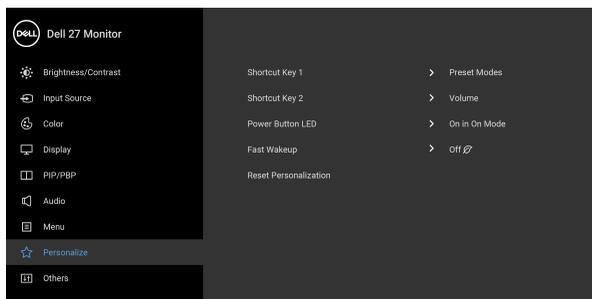 DELL Dell 27 Monitor
Brightness/Contrast
Input Source
Color
Display
PIP/PBP
Audio
Menu
Personalize
Others
Shortcut Key 1 > Preset Modes
Shortcut Key 2 > Volume
Power Button LED > On in On Mode
Fast Wakeup > Off
Reset Personalization